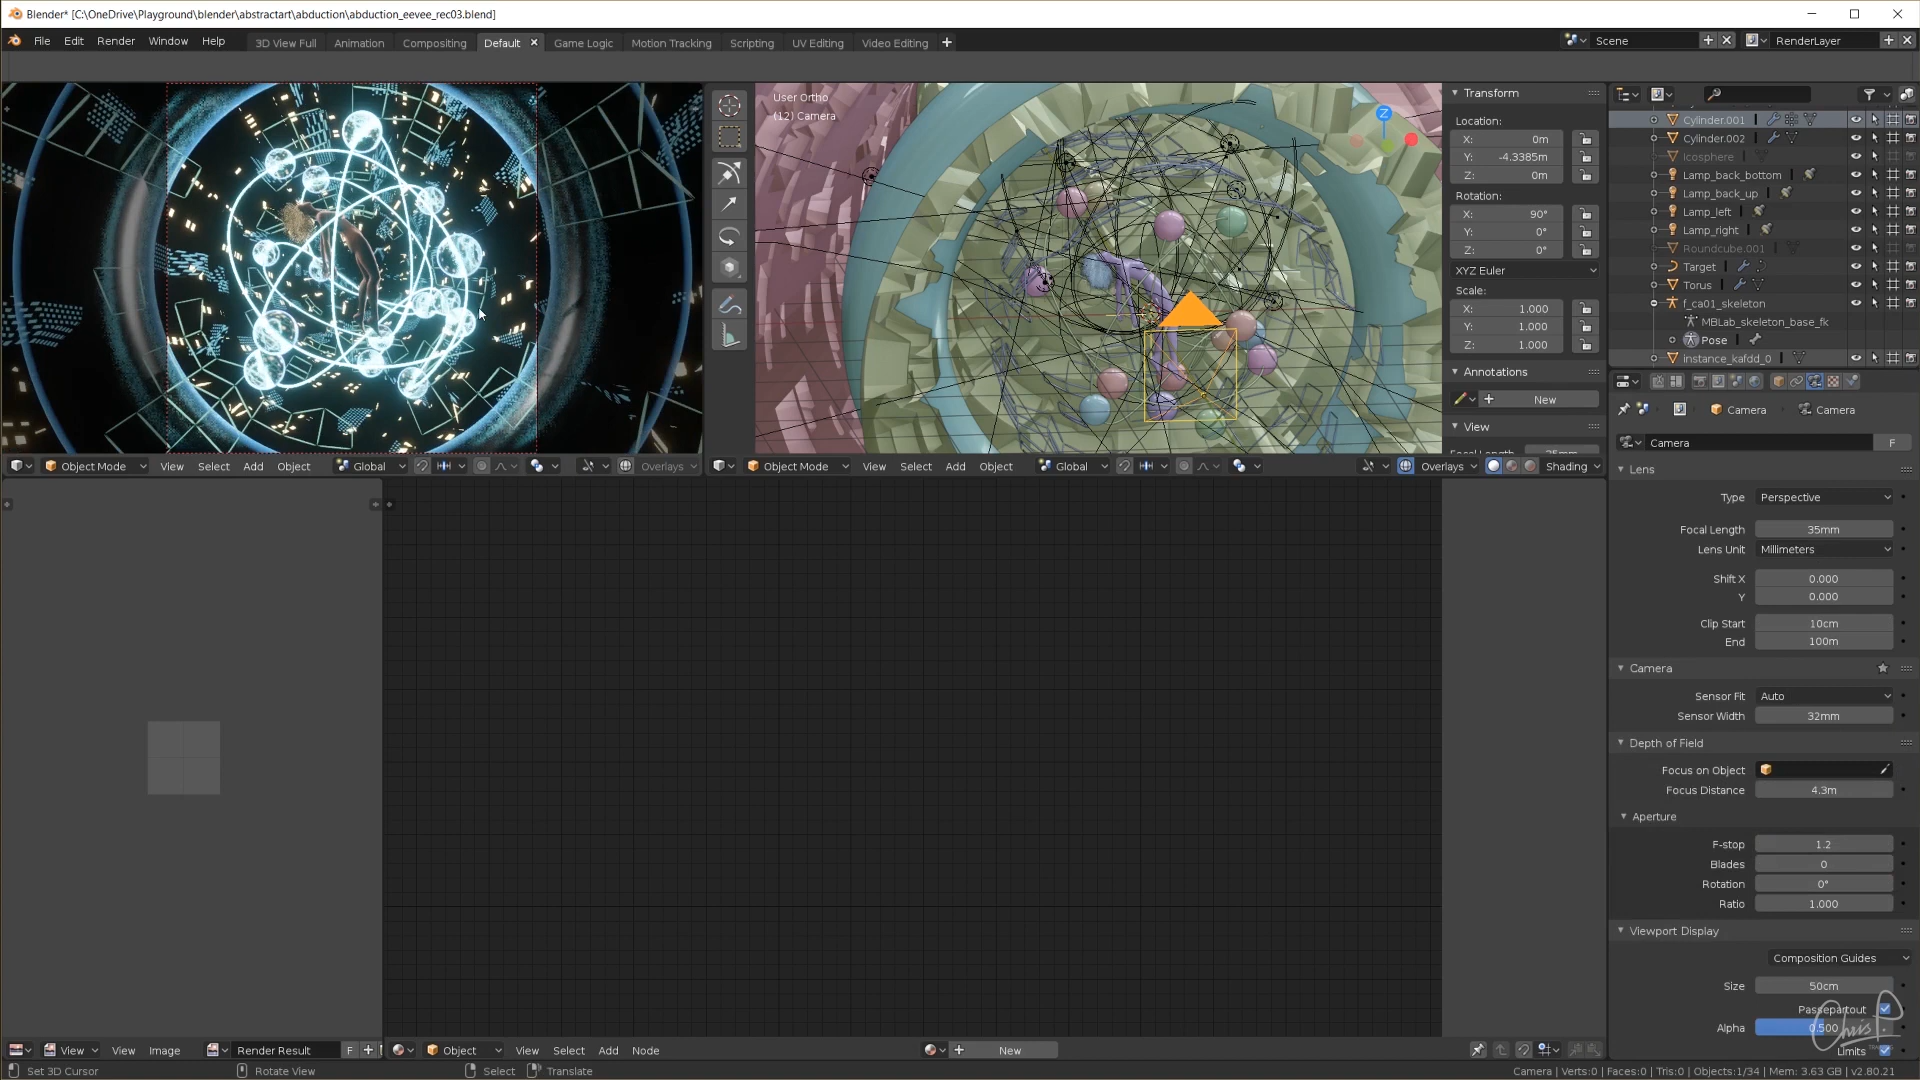 Blender* [C:\OneDrive\Playground\blender\abstractart\abduction\abduction_eevee_rec03.blend]
File Edit Render Window Help
3D View Full Animation Compositing Default Game Logic Motion Tracking Scripting UV Editing Video Editing
Scene
RenderLayer
User Ortho
(12) Camera
Transform
Location:
X: 0m
Y: -4.3385m
Z: 0m
Rotation:
X: 90°
Y: 0°
Z: 0°
XYZ Euler
Scale:
X: 1.000
Y: 1.000
Z: 1.000
Annotations
New
View
Cylinder.001
Cylinder.002
Icosphere
Lamp_back_bottom
Lamp_back_up
Lamp_left
Lamp_right
Roundcube.001
Target
Torus
f_ca01_skeleton
MBLab_skeleton_base_fk
Pose
instance_kafdd_0
Camera Camera
Camera F
Lens
Type Perspective
Focal Length 35mm
Lens Unit Millimeters
Shift X 0.000
Y 0.000
Clip Start 10cm
End 100m
Camera
Sensor Fit Auto
Sensor Width 32mm
Depth of Field
Focus on Object
Focus Distance 4.3m
Aperture
F-stop 1.2
Blades 0
Rotation 0°
Ratio 1.000
Viewport Display
Composition Guides
Size 50cm
Passepartout
Alpha 0.500
Limits
Object Mode View Select Add Object Global Overlays
Object Mode View Select Add Object Global Overlays Shading
View View Image Render Result F
Object View Select Add Node New
Set 3D Cursor Rotate View Select Translate
Camera | Verts:0 | Faces:0 | Tris:0 | Objects:1/34 | Mem: 3.63 GB | v2.80.21